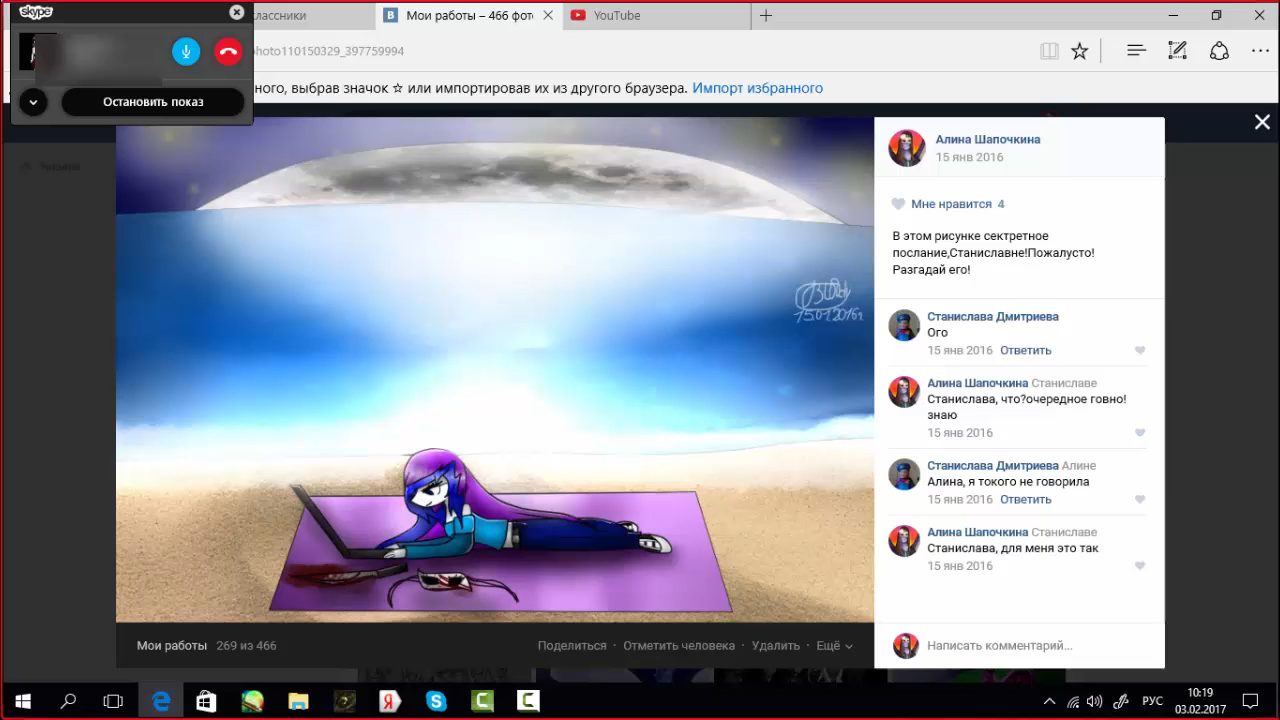 skype
классники
Мои работы – 466 фот
YouTube
hoto110150329_397759994
ного, выбрав значок ☆ или импортировав их из другого браузера. Импорт избранного
Остановить показ
Алина Шапочкина
15 янв 2016
Мне нравится 4
В этом рисунке сектретное
послание,Станиславне!Пожалусто!
Разгадай его!
15.01.2016г
Станислава Дмитриева
Ого
15 янв 2016 Ответить
Алина Шапочкина Станиславе
Станислава, что?очередное говно!
знаю
15 янв 2016
Станислава Дмитриева Алине
Алина, я токого не говорила
15 янв 2016 Ответить
Алина Шапочкина Станиславе
Станислава, для меня это так
15 янв 2016
Мои работы 269 из 466
Поделиться · Отметить человека · Удалить · Ещё
Написать комментарий...
РУС
10:19
03.02.2017